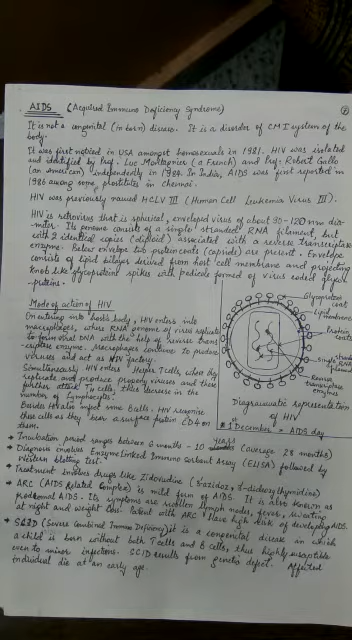 AIDS (Acquired Immuno Deficiency Syndrome)
It is not a congenital (in born) disease. It is a disorder of CMI system of the
body.
It was first noticed in USA amongst homosexuals in 1981. HIV was isolated
and identified by Prof. Luc Montagnier (a French) and Prof. Robert Gallo
(an american) independently in 1984. In India, AIDS was first reported in
1986 among some prostitutes in chennai.
HIV was previously named HCLV III (Human Cell Leukemia Virus III).
HIV is retrovirus that is spherical, enveloped virus of about 90-120 nm dia-
meter. Its genome consists of a single stranded RNA filament, but
with 2 identical copies (diploid) associated with a reverse transcriptase
enzyme. Below envelope two protein coats (capsids) are present. Envelope
consists of lipid bilayer derived from host cell membrane and projecting
knob like glycoprotein spikes with pedicels formed of virus coded glyco-
proteins.
Glycoprotein
coat
Lipid membrane
Protein
coats
Single
RNA
Reverse
transcriptase
enzymes
Diagrammatic representation
of HIV
* 1 December = AIDS day
Mode of action of HIV
On entering into host's body, HIV enters into
macrophages, where RNA genome of virus replicate
to form viral DNA with the help of reverse trans-
criptase enzyme. Macrophages continue to produce
viruses and act as HIV factory.
Simultaneously HIV enters Helper T cells, where they
replicate and produce progeny viruses and these
further attack TH cells, thus decrease in the
number of lymphocytes.
Besides HIV also infect some B cells. HIV recognise
these cells as they bear a surface protein CD4 on
them.
* Incubation period ranges between 6 months - 10 years (average 28 months)
* Diagnosis involves Enzyme Linked Immuno Sorbant Assay (ELISA) followed by
Western blotting test.
* Treatment involves drugs like Zidovudine
* ARC (AIDS Related Complex) is mild form of AIDS. It is also known as
prodromal AIDS. Its symptoms are swollen lymph nodes, fever, sweating
at night and weight loss. Patient with ARC have high risk of developing AIDS.
* SCID (Severe Combined Immuno Deficiency): it is a congenital disease in which
a child is born without both T cells and B cells, thus highly susceptible
even to minor infections. SCID results from genetic defect. Affected
individual die at an early age.